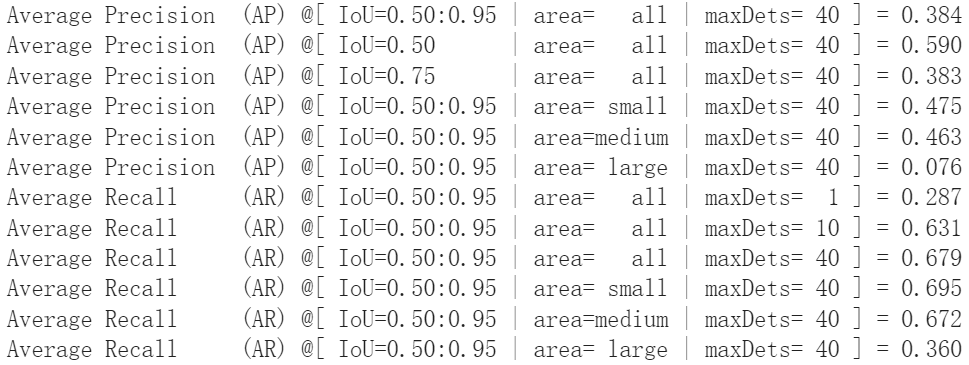 Average Precision (AP) @[ IoU=0.50:0.95 | area= all | maxDets= 40 ] = 0.384
Average Precision (AP) @[ IoU=0.50 | area= all | maxDets= 40 ] = 0.590
Average Precision (AP) @[ IoU=0.75 | area= all | maxDets= 40 ] = 0.383
Average Precision (AP) @[ IoU=0.50:0.95 | area= small | maxDets= 40 ] = 0.475
Average Precision (AP) @[ IoU=0.50:0.95 | area=medium | maxDets= 40 ] = 0.463
Average Precision (AP) @[ IoU=0.50:0.95 | area= large | maxDets= 40 ] = 0.076
Average Recall (AR) @[ IoU=0.50:0.95 | area= all | maxDets= 1 ] = 0.287
Average Recall (AR) @[ IoU=0.50:0.95 | area= all | maxDets= 10 ] = 0.631
Average Recall (AR) @[ IoU=0.50:0.95 | area= all | maxDets= 40 ] = 0.679
Average Recall (AR) @[ IoU=0.50:0.95 | area= small | maxDets= 40 ] = 0.695
Average Recall (AR) @[ IoU=0.50:0.95 | area=medium | maxDets= 40 ] = 0.672
Average Recall (AR) @[ IoU=0.50:0.95 | area= large | maxDets= 40 ] = 0.360